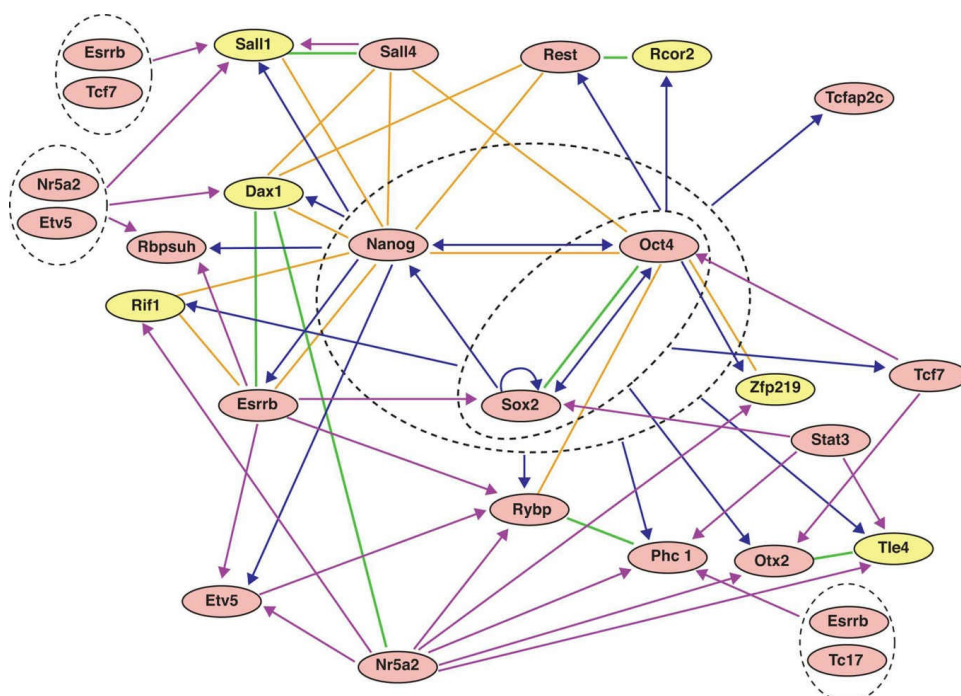 Esrrb
Sall1
Sall4
Rest
Rcor2
Tcf7
Tcfap2c
Nr5a2
Dax1
Etv5
Rbpsuh
Nanog
Oct4
Rif1
Esrrb
Sox2
Zfp219
Tcf7
Stat3
Rybp
Phc 1
Otx2
Tle4
Etv5
Esrrb
Nr5a2
Tc17